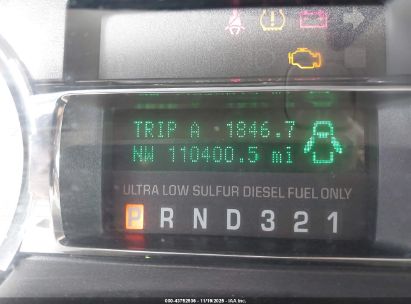 TRIP A 1846.7
NW 110400.5 mi
ULTRA LOW SULFUR DIESEL FUEL ONLY
P R N D 3 2 1